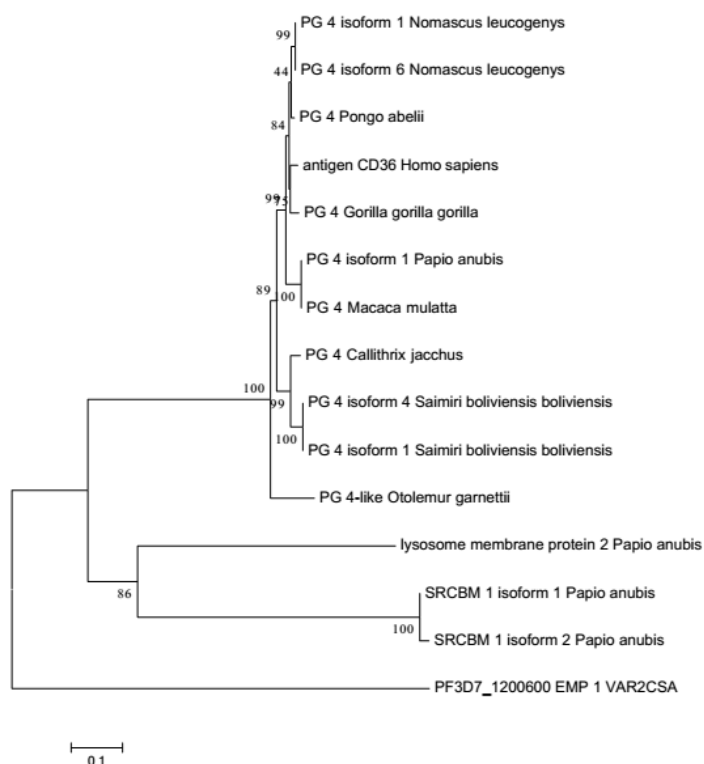 PG 4 isoform 1 Nomascus leucogenys
99
44
PG 4 isoform 6 Nomascus leucogenys
PG 4 Pongo abelii
84
antigen CD36 Homo sapiens
99
75
PG 4 Gorilla gorilla gorilla
PG 4 isoform 1 Papio anubis
89
00
PG 4 Macaca mulatta
PG 4 Callithrix jacchus
100
99
PG 4 isoform 4 Saimiri boliviensis boliviensis
100
PG 4 isoform 1 Saimiri boliviensis boliviensis
PG 4-like Otolemur garnettii
lysosome membrane protein 2 Papio anubis
86
SRCBM 1 isoform 1 Papio anubis
100
SRCBM 1 isoform 2 Papio anubis
PF3D7_1200600 EMP 1 VAR2CSA
0.1